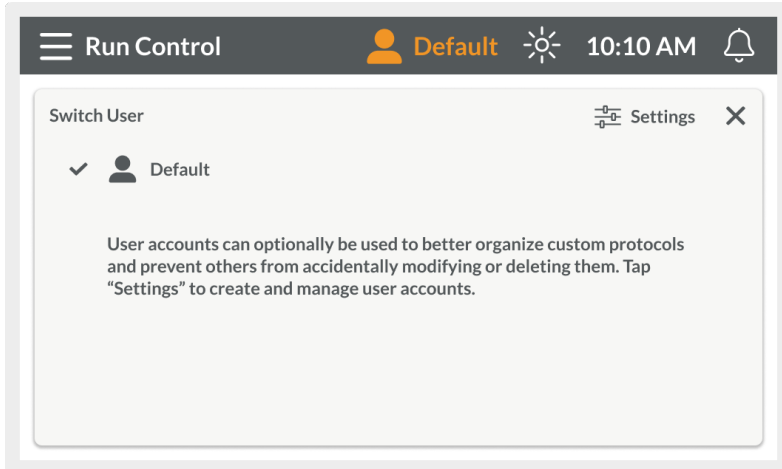 Run Control
Default
10:10 AM
Switch User
Settings
Default
User accounts can optionally be used to better organize custom protocols
and prevent others from accidentally modifying or deleting them. Tap
“Settings” to create and manage user accounts.